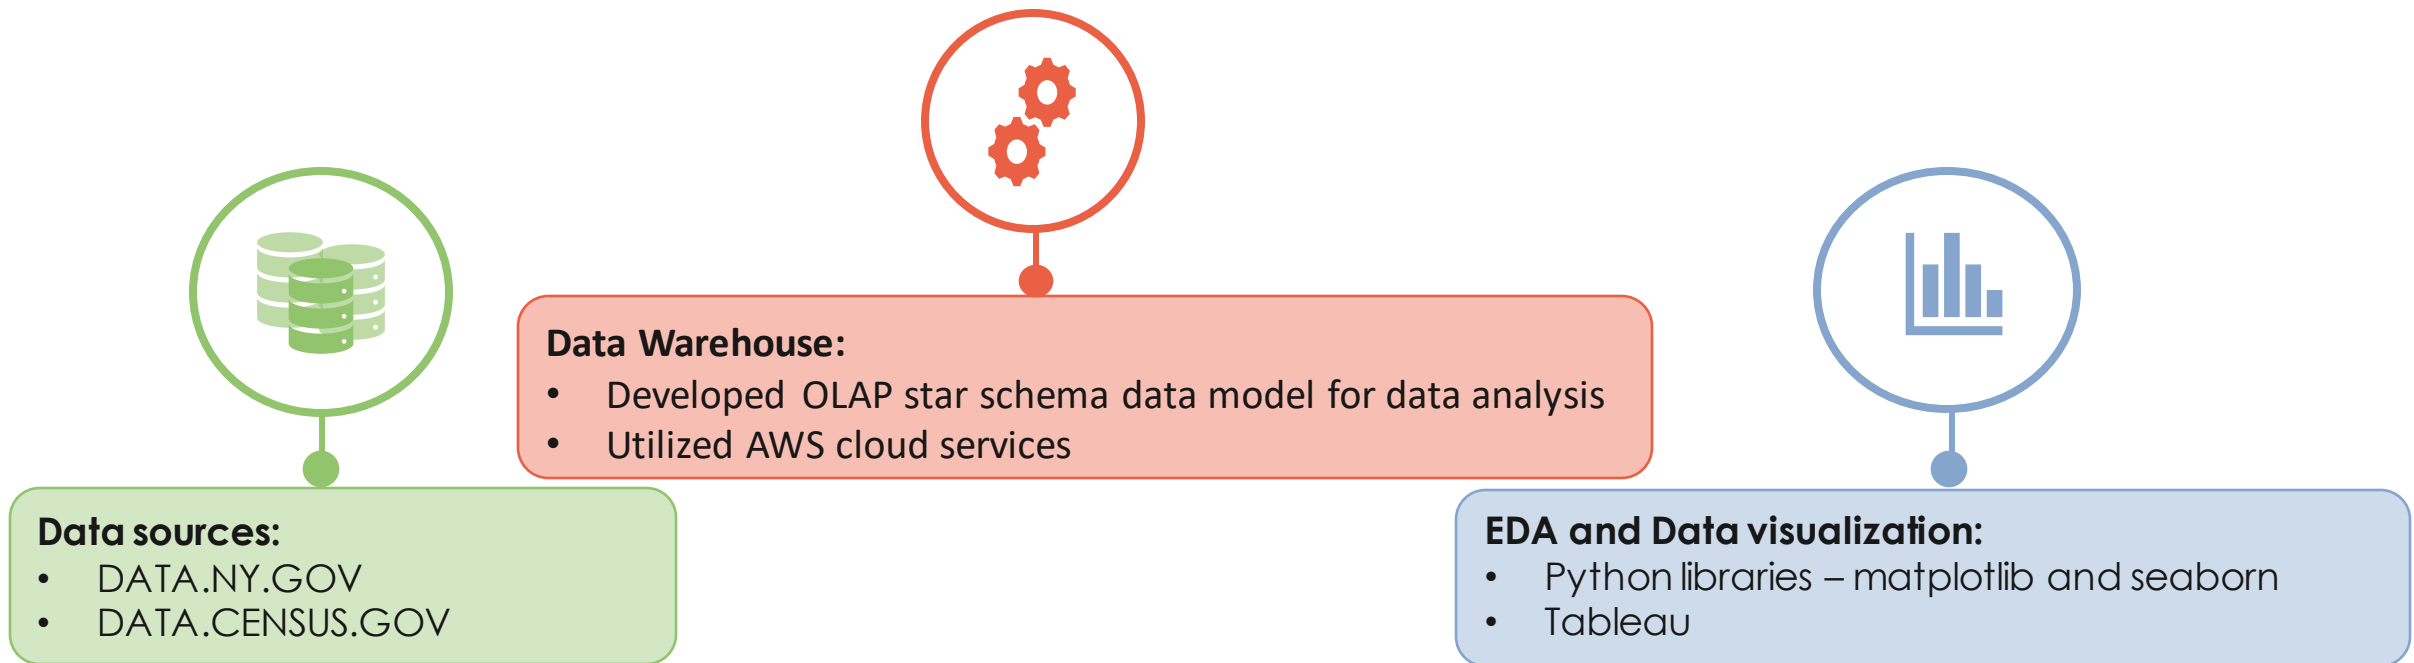 Data sources:
• DATA.NY.GOV
• DATA.CENSUS.GOV
Data Warehouse:
• Developed OLAP star schema data model for data analysis
• Utilized AWS cloud services
EDA and Data visualization:
• Python libraries – matplotlib and seaborn
• Tableau